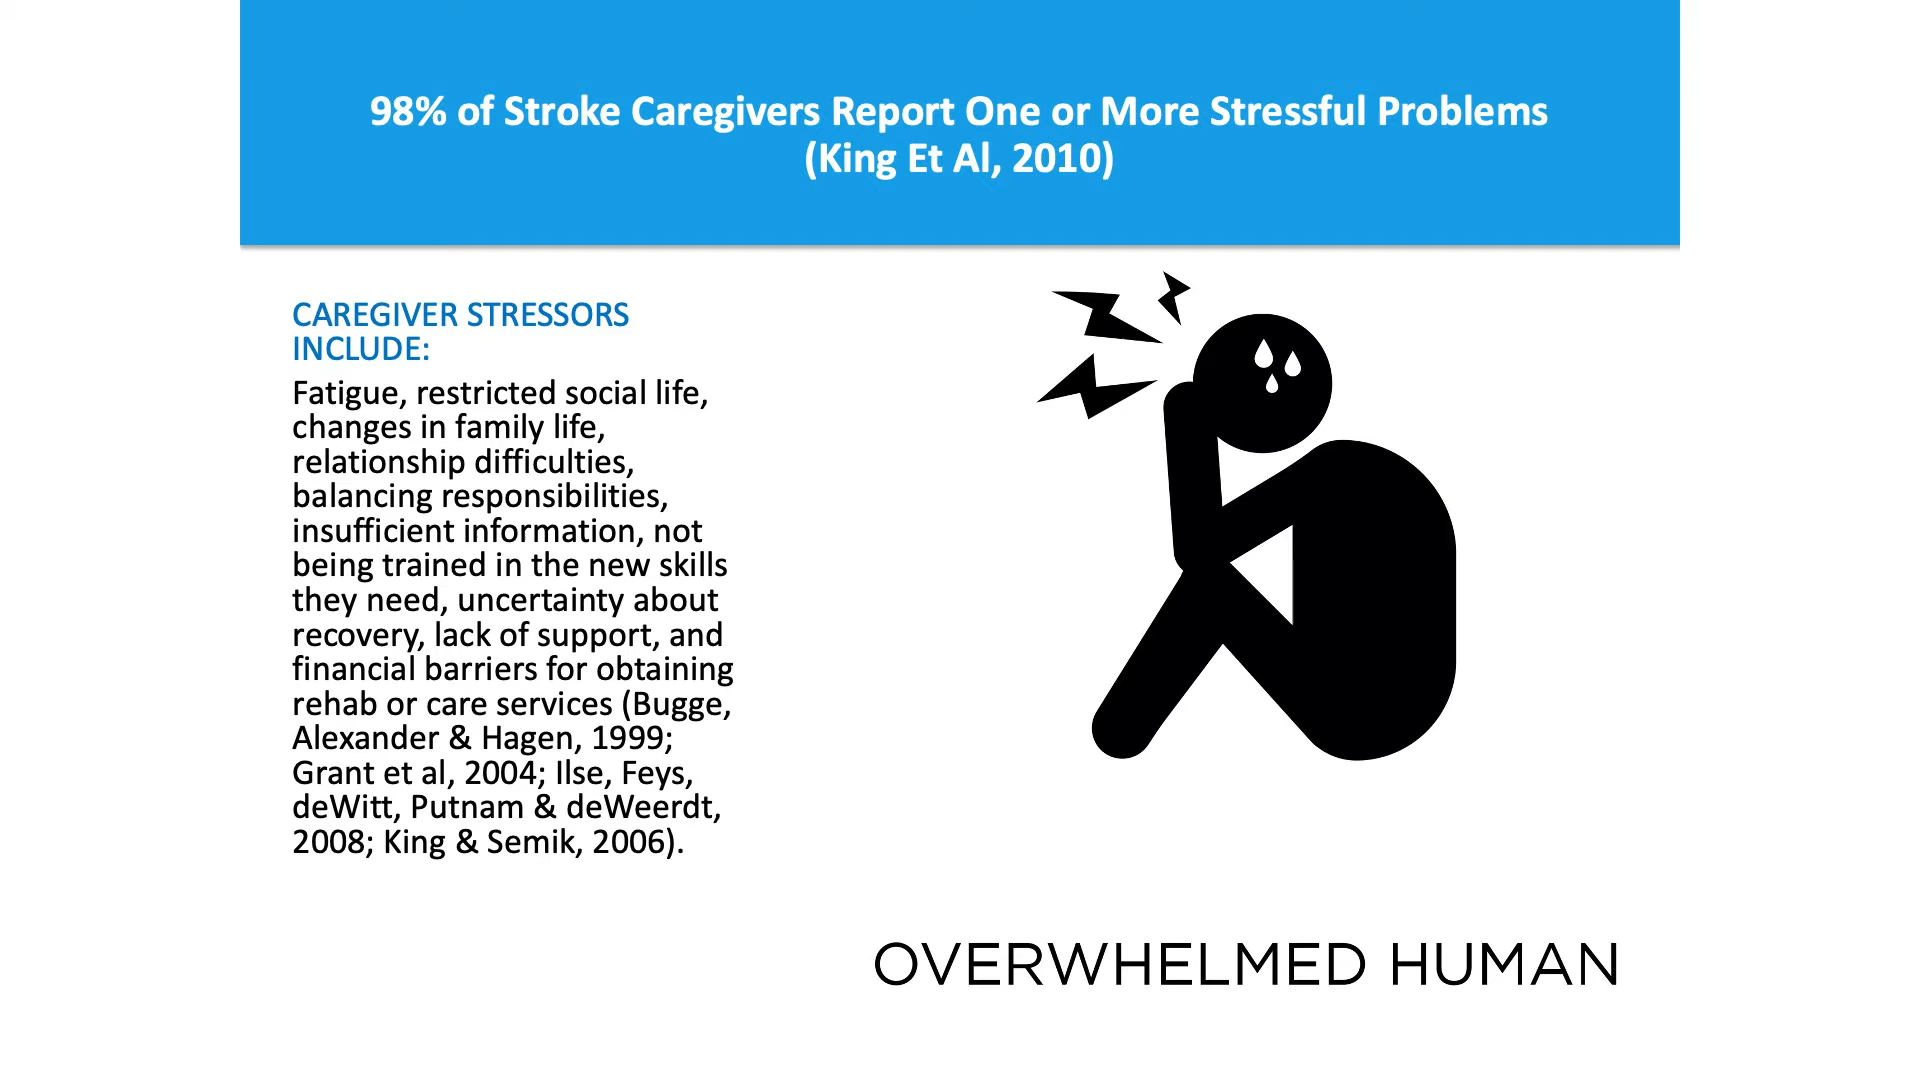 98% of Stroke Caregivers Report One or More Stressful Problems
(King Et Al, 2010)
CAREGIVER STRESSORS
INCLUDE:
Fatigue, restricted social life,
changes in family life,
relationship difficulties,
balancing responsibilities,
insufficient information, not
being trained in the new skills
they need, uncertainty about
recovery, lack of support, and
financial barriers for obtaining
rehab or care services (Bugge,
Alexander & Hagen, 1999;
Grant et al, 2004; Ilse, Feys,
deWitt, Putnam & deWeerdt,
2008; King & Semik, 2006).
OVERWHELMED HUMAN